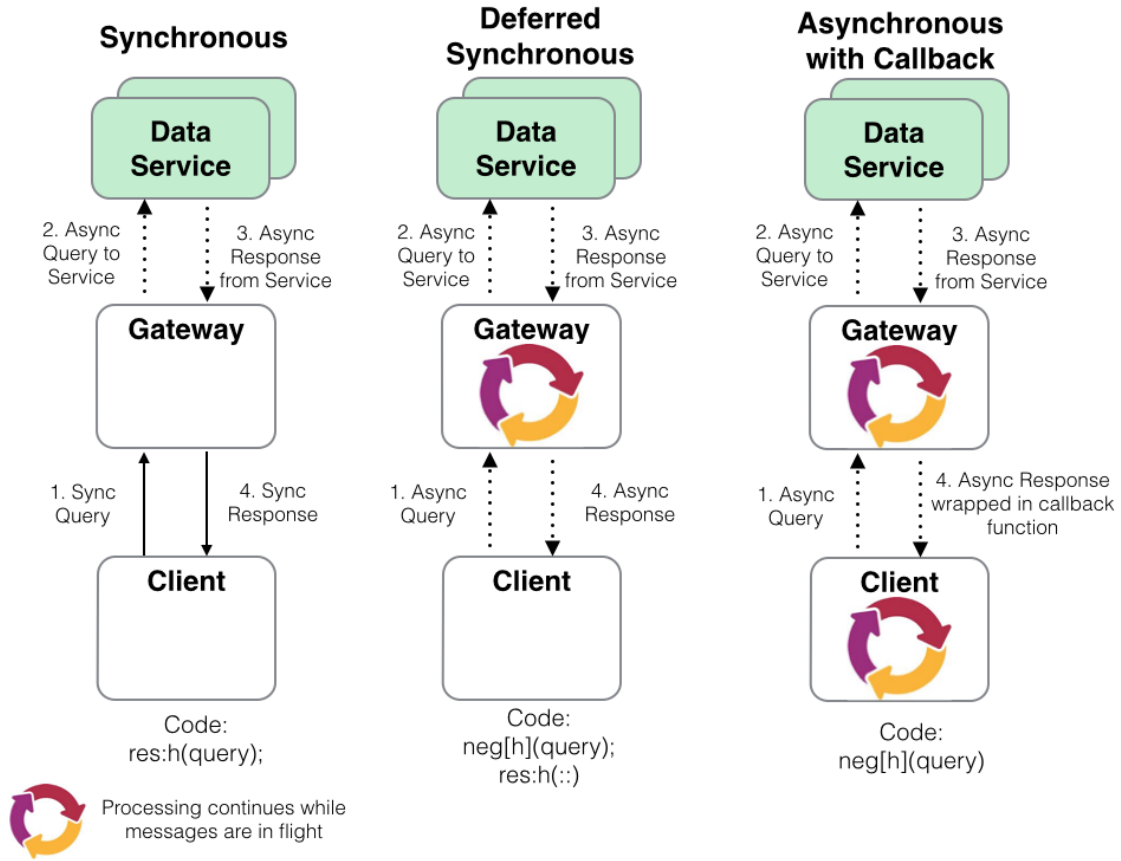 Synchronous
Data
Service
2. Async
Query to
Service
3. Async
Response
from Service
Gateway
1. Sync
Query
4. Sync
Response
Client
Code:
res:h(query);
Deferred
Synchronous
Data
Service
2. Async
Query to
Service
3. Async
Response
from Service
Gateway
1. Async
Query
4. Async
Response
Client
Code:
neg[h](query);
res:h(::)
Asynchronous
with Callback
Data
Service
2. Async
Query to
Service
3. Async
Response
from Service
Gateway
1. Async
Query
4. Async Response
wrapped in callback
function
Client
Code:
neg[h](query)
Processing continues while
messages are in flight